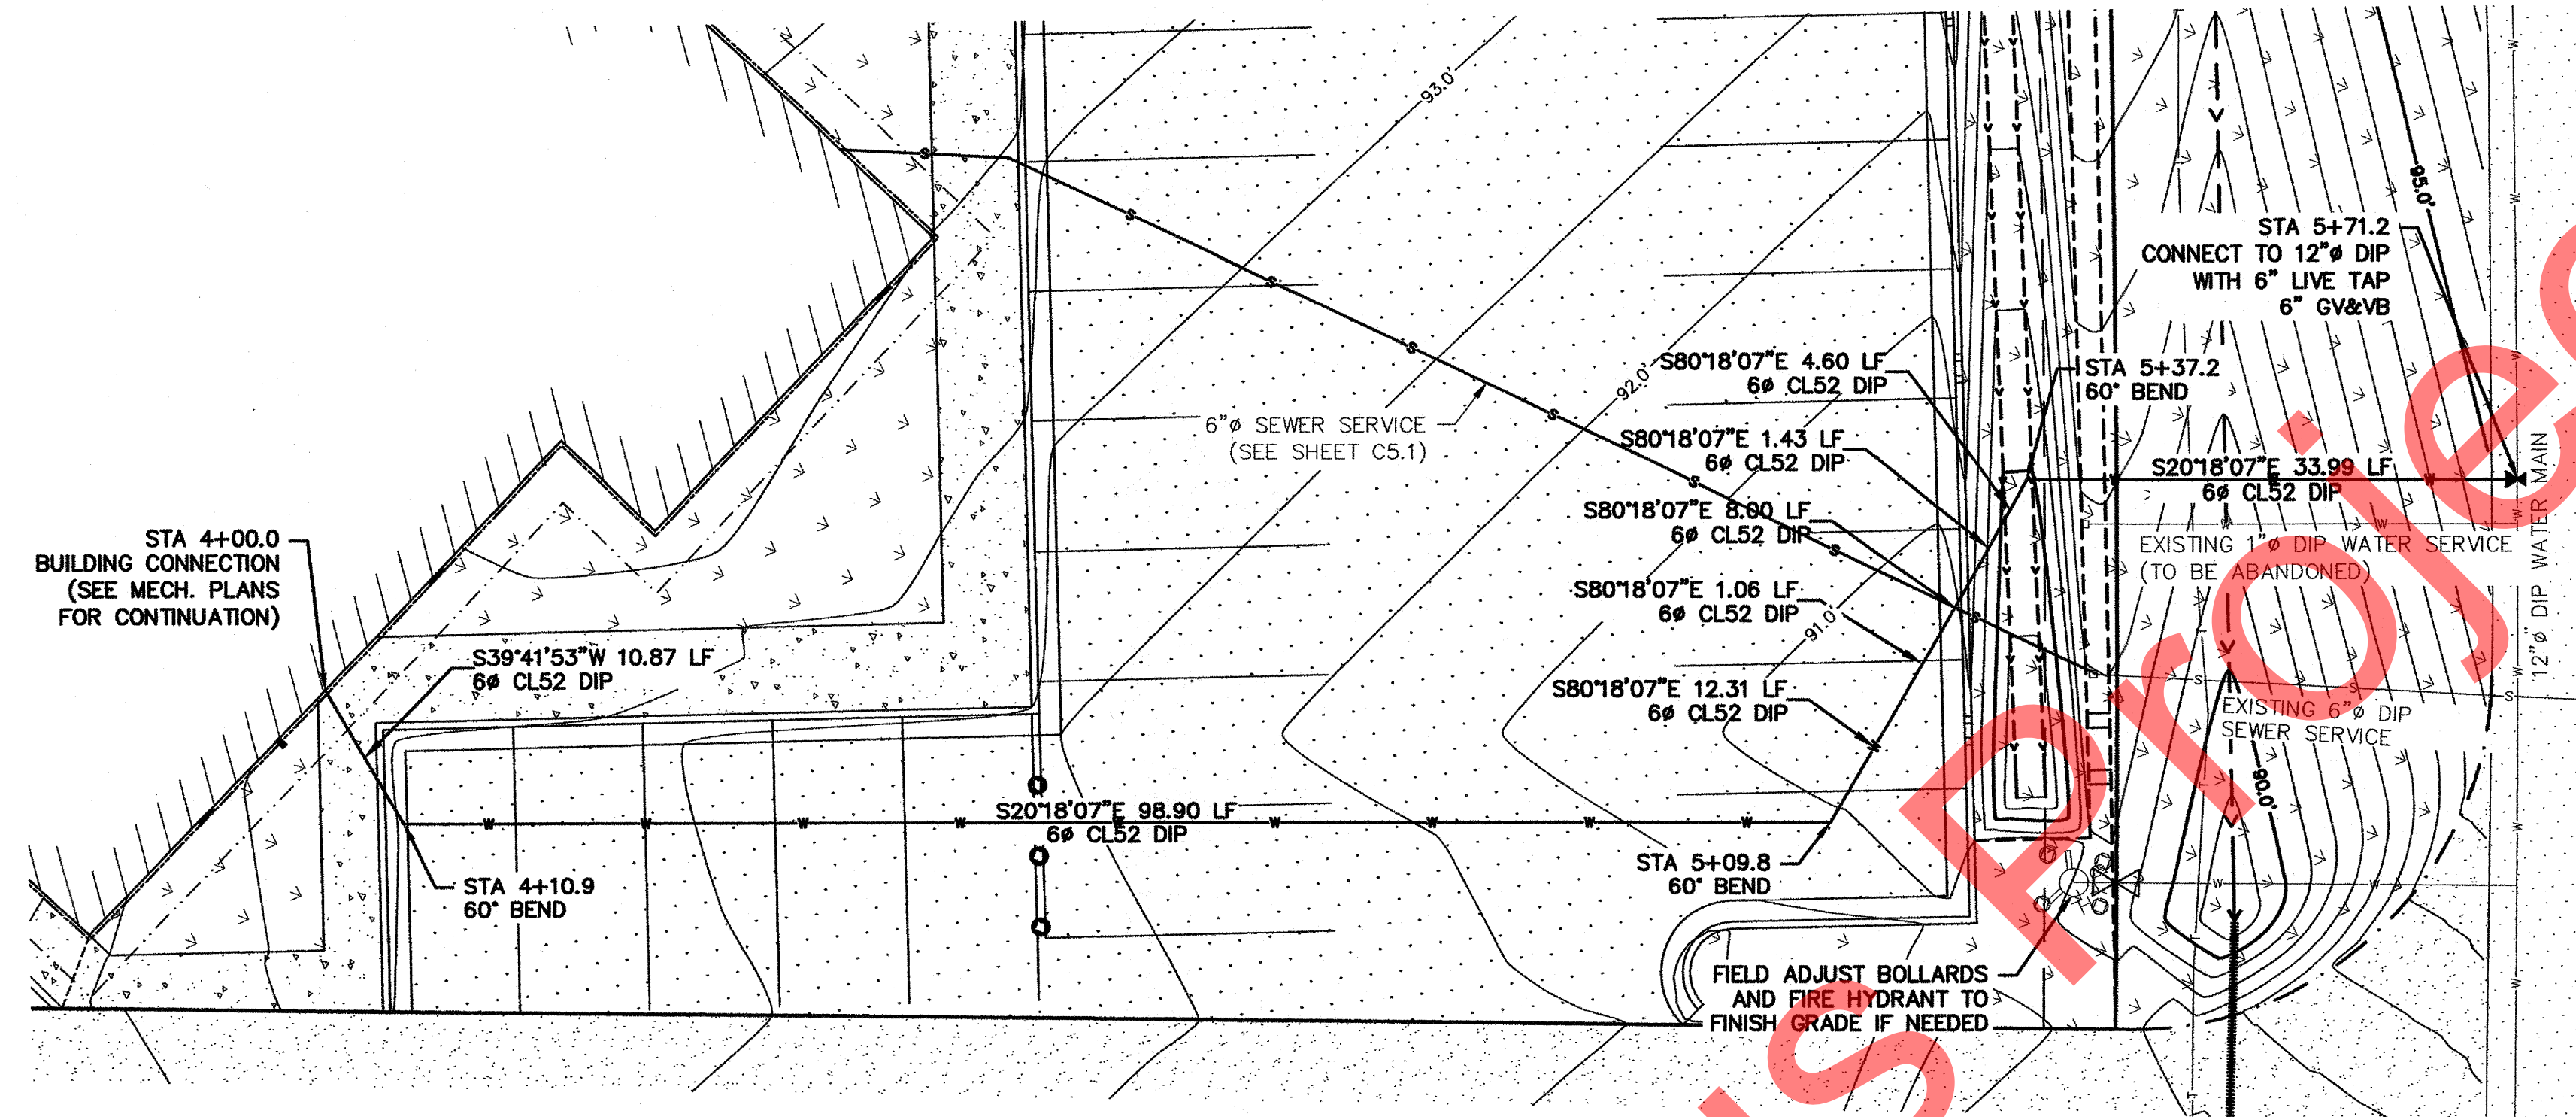 93.0'
95.0'
STA 5+71.2
CONNECT TO 12"ø DIP
WITH 6" LIVE TAP
6" GV&VB
S80°18'07"E 4.60 LF
6ø CL52 DIP
92.0'
STA 5+37.2
60° BEND
6"ø SEWER SERVICE
(SEE SHEET C5.1)
S80°18'07"E 1.43 LF
6ø CL52 DIP
S20°18'07"E 33.99 LF
6ø CL52 DIP
S80°18'07"E 8.00 LF
6ø CL52 DIP
EXISTING 1"ø DIP WATER SERVICE
(TO BE ABANDONED)
12"ø DIP WATER MAIN
STA 4+00.0
BUILDING CONNECTION
(SEE MECH. PLANS
FOR CONTINUATION)
S80°18'07"E 1.06 LF
6ø CL52 DIP
91.0'
S39°41'53"W 10.87 LF
6ø CL52 DIP
S80°18'07"E 12.31 LF
6ø CL52 DIP
EXISTING 6"ø DIP
SEWER SERVICE
90.0'
S20°18'07"E 98.90 LF
6ø CL52 DIP
STA 5+09.8
60° BEND
STA 4+10.9
60° BEND
FIELD ADJUST BOLLARDS
AND FIRE HYDRANT TO
FINISH GRADE IF NEEDED
s Projec